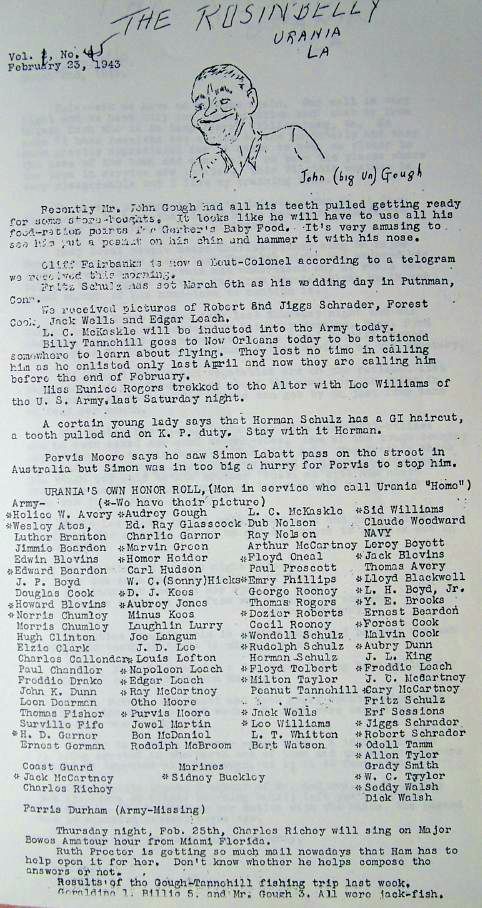 THE ROSINBELLY
URANIA
LA
Vol. 1, No. 4
February 23, 1943
John (big un) Gough
Recently Mr. John Gough had all his teeth pulled getting ready
for some store-boughts. It looks like he will have to use all his
food-ration points for Gerber's Baby Food. It's very amusing to
see him put a peanut on his chin and hammer it with his nose.
Cliff Fairbanks is now a Lout-Colonel according to a telegram
we received this morning.
Fritz Schulz has set March 6th as his wedding day in Putnman,
Conn.
We received pictures of Robert and Jiggs Schrader, Forest
Cook, Jack Wells and Edgar Leach.
L. C. McKaskle will be inducted into the Army today.
Billy Tannehill goes to New Orleans today to be stationed
somewhere to learn about flying. They lost no time in calling
him as he enlisted only last April and now they are calling him
before the end of February.
Miss Eunice Rogers trekked to the Alter with Leo Williams of
the U. S. Army last Saturday night.
A certain young lady says that Herman Schulz has a GI haircut,
a tooth pulled and on K. P. duty. Stay with it Herman.
Pervis Moore says he saw Simon Labatt pass on the street in
Australia but Simon was in too big a hurry for Pervis to stop him.
URANIA'S OWN HONOR ROLL, (Men in service who call Urania "Home")
Army- (*-We have their picture)
*Holice W. Avery *Audrey Gough L. C. McKaskle *Sid Williams
*Wesley Ates, Ed. Ray Glasscock Dub Nelson Claude Woodward
Luther Branton Charlie Garner Ray Nelson NAVY
Jimmie Bearden *Marvin Green Arthur McCartney Leroy Boyett
Edwin Blevins *Homer Heider *Floyd Oneal *Jack Blevins
*Edward Bearden Carl Hudson Paul Prescott Thomas Avery
J. P. Boyd W. C. (Sonny)Hicks *Emry Phillips *Lloyd Blackwell
Douglas Cook *D. J. Kees George Rooney *L. H. Boyd, Jr.
*Howard Blevins *Aubrey Jones Thomas Rogers *Y. E. Brooks
*Norris Chumley Minus Koos *Dozier Roberts Ernest Bearden
Morris Chumley Laughlin Lurry Cecil Rooney *Forest Cook
Hugh Clinton Joe Langum *Wendell Schulz Malvin Cook
Elzie Clark J. D. Lee *Rudolph Schulz *Aubry Dunn
Charles Callender, Louis Lofton Herman Schulz J. L. King
Paul Chandler *Napoleon Leach *Floyd Tolbert *Freddie Leach
Freddie Drake *Edgar Leach *Milton Taylor J. C. McCartney
John K. Dunn *Ray McCartney Peanut Tannehill *Cary McCartney
Leon Dearman Otho Moore Fritz Schulz
Thomas Fisher *Purvis Moore *Jack Wells Erf Sessions
Surville Fife Jewel Martin *Leo Williams *Jiggs Schrader
*H. D. Garner Ben McDaniel L. T. Whitton *Robert Schrader
Ernest Gorman Rodolph McBroom Bert Watson *Odell Tamm
*Allen Tyler
Coast Guard Marines Grady Smith
*Jack McCartney *Sidney Buckley *W. C. Taylor
Charles Richey *Seddy Walsh
Dick Walsh
Farris Durham (Army-Missing)
Thursday night, Feb. 25th, Charles Richey will sing on Major
Bowes Amateur hour from Miami Florida.
Ruth Procter is getting so much mail nowadays that Ham has to
help open it for her. Don't know whether he helps compose the
answers or not.
Results of the Gough-Tannehill fishing trip last week.
Geraldine 1, Billie 5, and Mr. Gough 3. All were jack-fish.